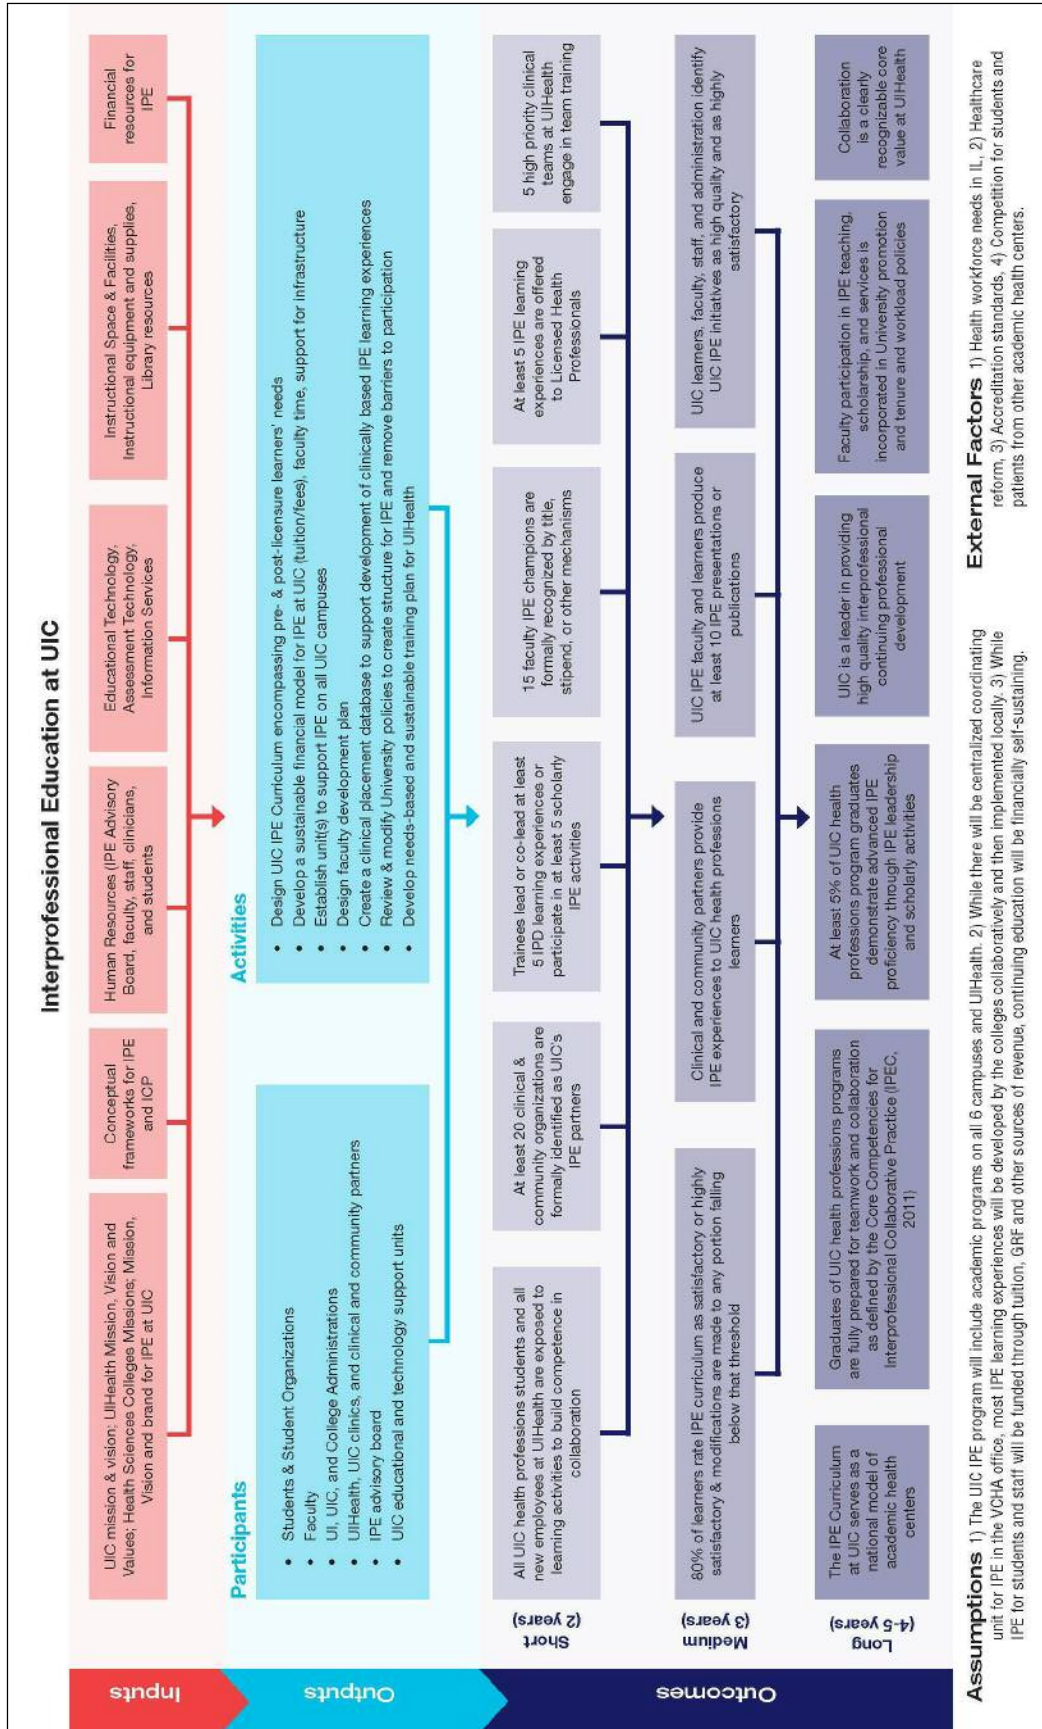 Interprofessional Education at UIC
Inputs
UIC mission & vision; UIHealth Mission, Vision and
Values; Health Sciences Colleges Missions; Mission,
Vision and brand for IPE at UIC
Conceptual
frameworks for IPE
and ICP
Human Resources (IPE Advisory
Board, faculty, staff, clinicians,
and students
Educational Technology,
Assessment Technology,
Information Services
Instructional Space & Facilities,
Instructional equipment and supplies,
Library resources
Financial
resources for
IPE
Outputs
Participants
• Students & Student Organizations
• Faculty
• UI, UIC, and College Administrations
• UIHealth, UIC clinics, and clinical and community partners
• IPE advisory board
• UIC educational and technology support units
Activities
• Design UIC IPE Curriculum encompassing pre- & post-licensure learners' needs
• Develop a sustainable financial model for IPE at UIC (tuition/fees), faculty time, support for infrastructure
• Establish unit(s) to support IPE on all UIC campuses
• Design faculty development plan
• Create a clinical placement database to support development of clinically based IPE learning experiences
• Review & modify University policies to create structure for IPE and remove barriers to participation
• Develop needs-based and sustainable training plan for UIHealth
Outcomes
Short
(2 years)
All UIC health professions students and all
new employees at UIHealth are exposed to
learning activities to build competence in
collaboration
At least 20 clinical &
community organizations are
formally identified as UIC's
IPE partners
Trainees lead or co-lead at least
5 IPD learning experiences or
participate in at least 5 scholarly
IPE activities
15 faculty IPE champions are
formally recognized by title,
stipend, or other mechanisms
At least 5 IPE learning
experiences are offered
to Licensed Health
Professionals
5 high priority clinical
teams at UIHealth
engage in team training
Medium
(3 years)
80% of learners rate IPE curriculum as satisfactory or highly
satisfactory & modifications are made to any portion falling
below that threshold
Clinical and community partners provide
IPE experiences to UIC health professions
learners
UIC IPE faculty and learners produce
at least 10 IPE presentations or
publications
UIC learners, faculty, staff, and administration identify
UIC IPE initiatives as high quality and as highly
satisfactory
Long
(4-5 years)
The IPE Curriculum
at UIC serves as a
national model of
academic health
centers
Graduates of UIC health professions programs
are fully prepared for teamwork and collaboration
as defined by the Core Competencies for
Interprofessional Collaborative Practice (IPEC,
2011)
At least 5% of UIC health
professions program graduates
demonstrate advanced IPE
proficiency through IPE leadership
and scholarly activities
UIC is a leader in providing
high quality interprofessional
continuing professional
development
Faculty participation in IPE teaching,
scholarship, and services is
incorporated in University promotion
and tenure and workload policies
Collaboration
is a clearly
recognizable core
value at UIHealth
Assumptions 1) The UIC IPE program will include academic programs on all 6 campuses and UIHealth. 2) While there will be centralized coordinating
unit for IPE in the VCHA office, most IPE learning experiences will be developed by the colleges collaboratively and then implemented locally. 3) While
IPE for students and staff will be funded through tuition, GRF and other sources of revenue, continuing education will be financially self-sustaining.
External Factors 1) Health workforce needs in IL, 2) Healthcare
reform, 3) Accreditation standards, 4) Competition for students and
patients from other academic health centers.